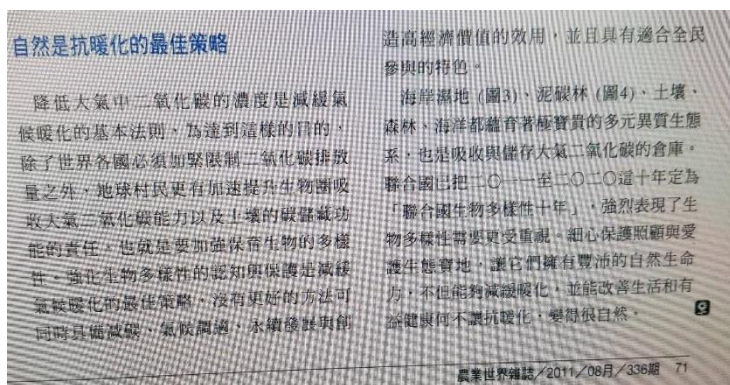 自然是抗暖化的最佳策略
降低大氣中二氧化碳的濃度是減緩氣
候暖化的基本法則、為達到這樣的目的，
除了世界各國必須加緊限制二氧化碳排放
量之外，地球村民更有加速提升生物圈吸
收大氣二氧化碳能力以及土壤的碳儲藏功
能的責任。也就是要加強保育生物的多樣
性。強化生物多樣性的認知與保護是減緩
氣候暖化的最佳策略，沒有更好的方法可
同時具備減碳、氣候調適、永續發展與創
造高經濟價值的效用，並且具有適合全民
參與的特色。
海岸濕地 (圖3)、泥碳林 (圖4)、土壤、
森林、海洋都蘊育著極寶貴的多元異質生態
系，也是吸收與儲存大氣二氧化碳的倉庫。
聯合國已把二〇一一至二〇二〇這十年定為
「聯合國生物多樣性十年」，強烈表現了生
物多樣性需要更受重視。細心保護照顧與愛
護生態寶地，讓它們擁有豐沛的自然生命
力，不但能夠減緩暖化，並能改善生活和有
益健康何不讓抗暖化，變得很自然。
農業世界雜誌／2011／08月／336期 71